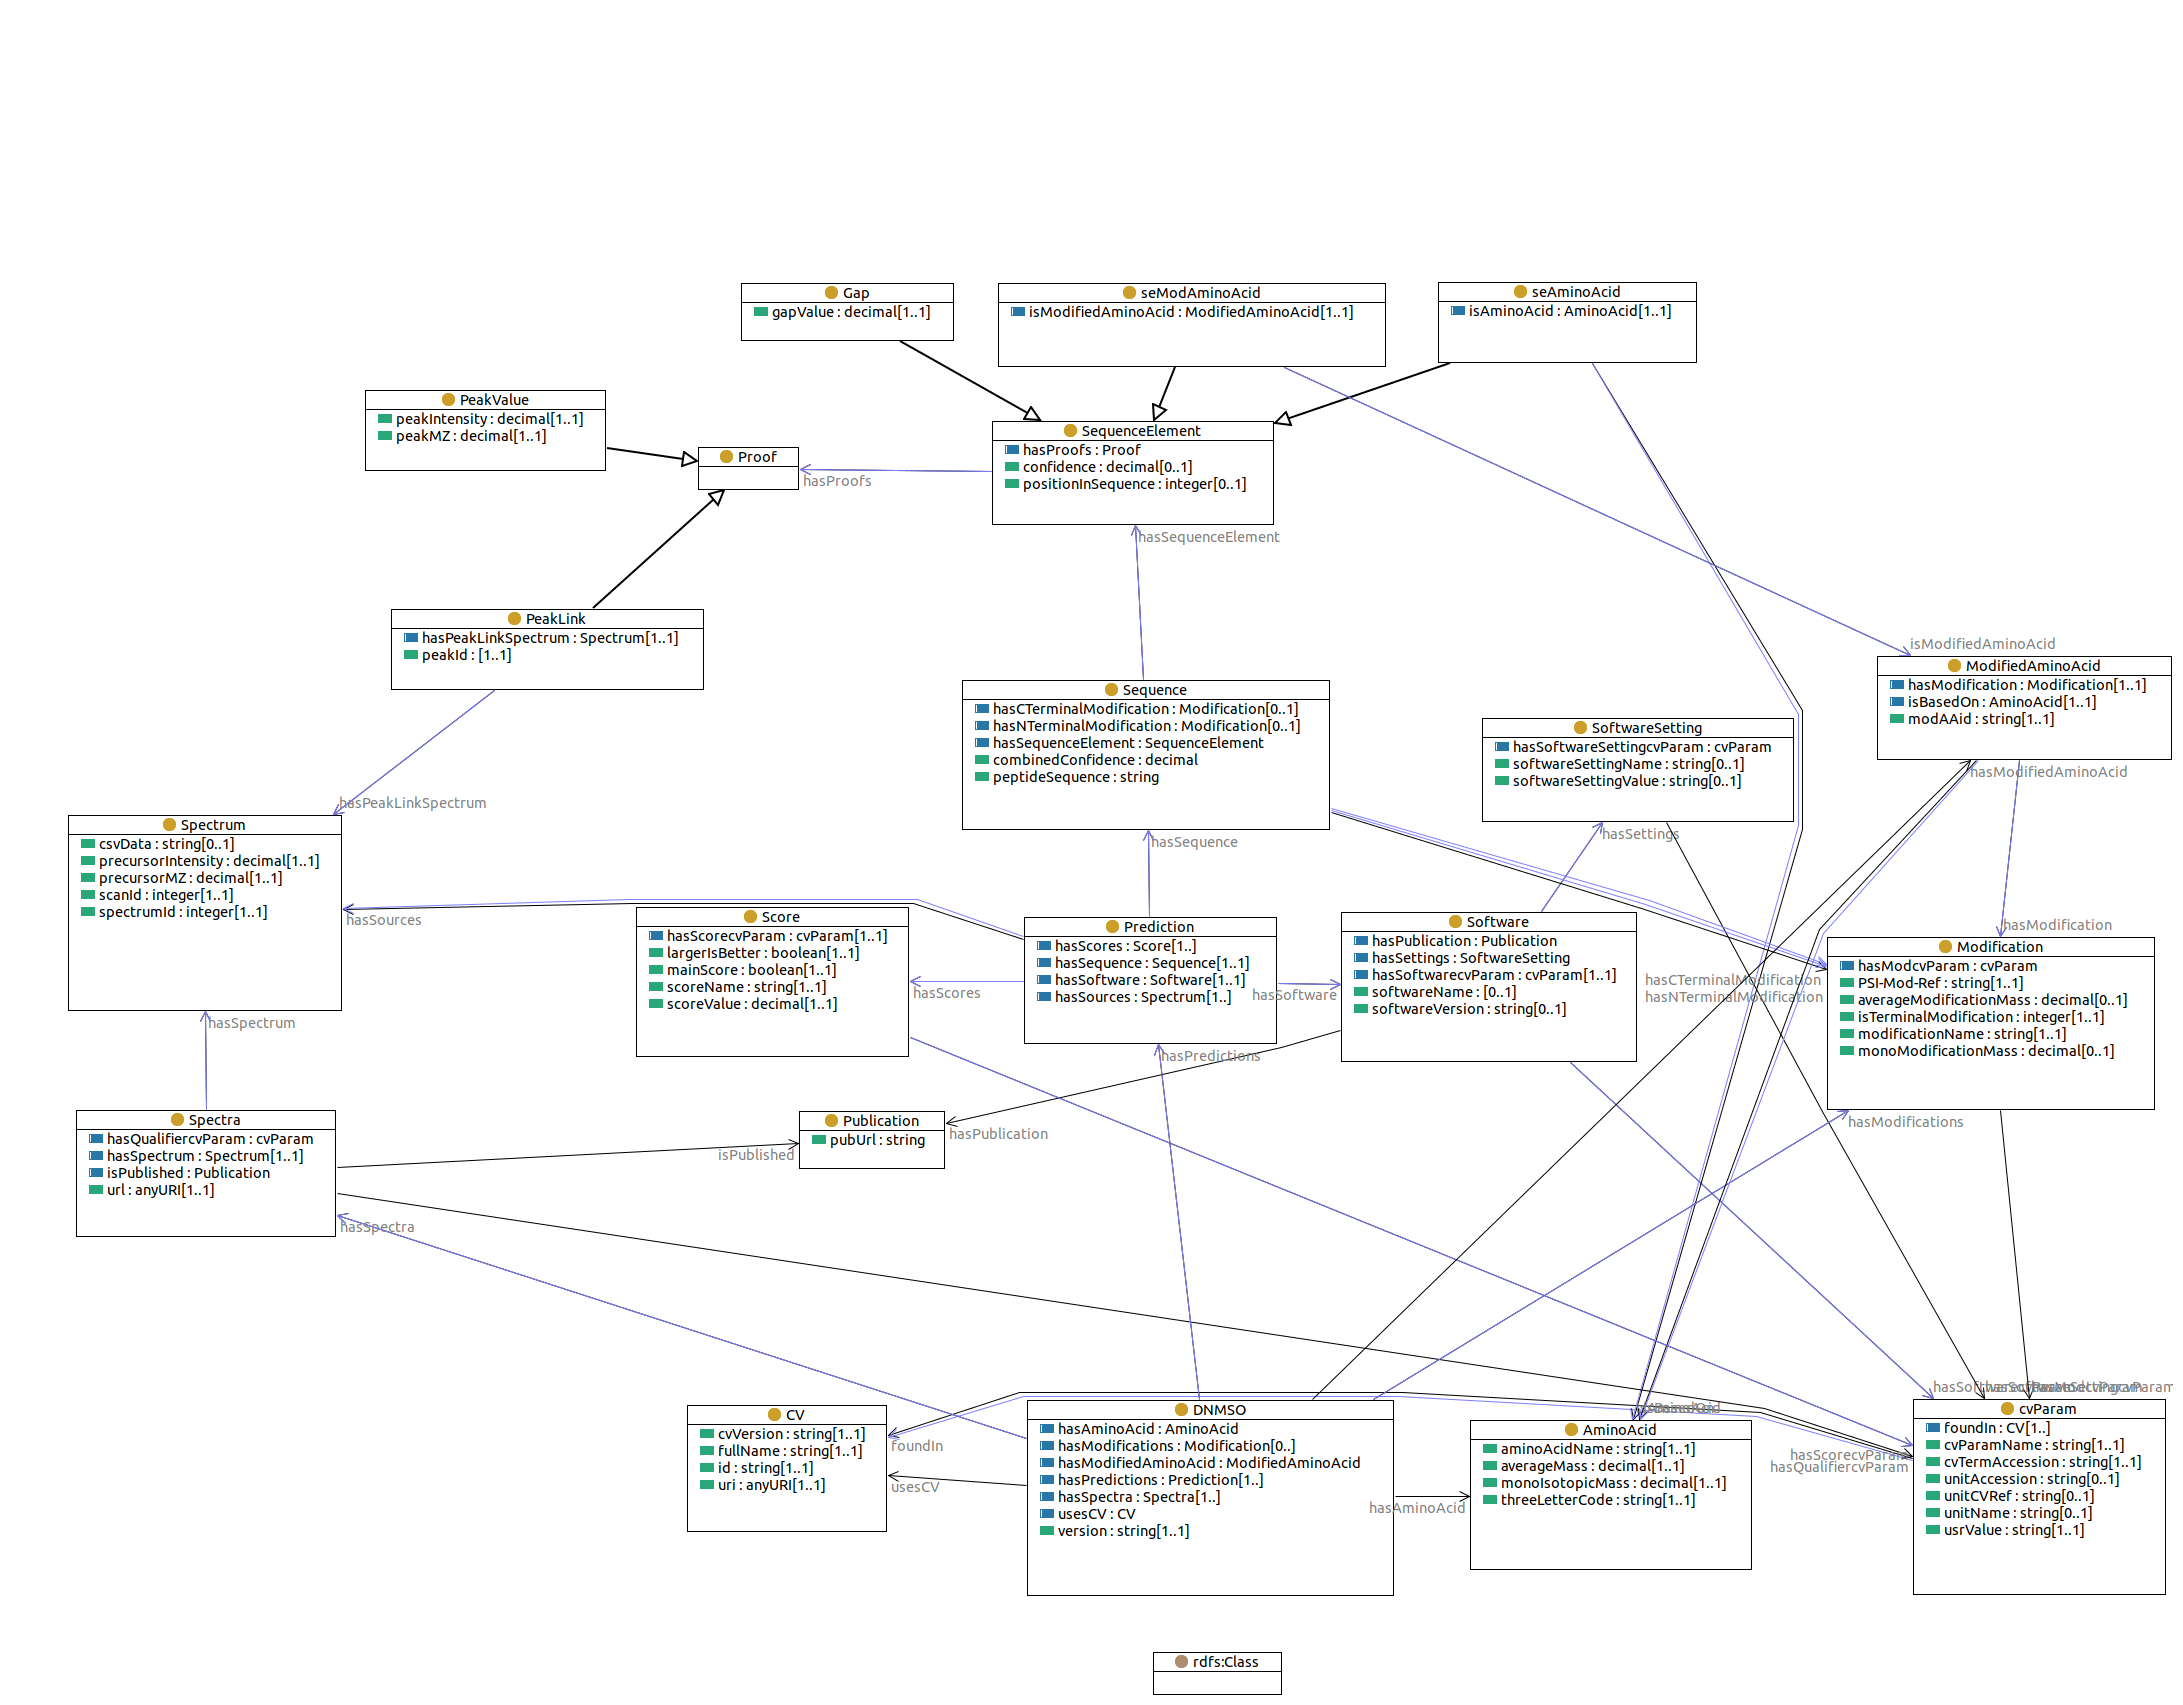 Gap
gapValue : decimal[1..1]
seModAminoAcid
isModifiedAminoAcid : ModifiedAminoAcid[1..1]
seAminoAcid
isAminoAcid : AminoAcid[1..1]
PeakValue
peakIntensity : decimal[1..1]
peakMZ : decimal[1..1]
Proof
hasProofs
SequenceElement
hasProofs : Proof
confidence : decimal[0..1]
positionInSequence : integer[0..1]
hasSequenceElement
PeakLink
hasPeakLinkSpectrum : Spectrum[1..1]
peakId : [1..1]
isModifiedAminoAcid
ModifiedAminoAcid
hasModification : Modification[1..1]
isBasedOn : AminoAcid[1..1]
modAAid : string[1..1]
hasModifiedAminoAcid
Sequence
hasCTerminalModification : Modification[0..1]
hasNTerminalModification : Modification[0..1]
hasSequenceElement : SequenceElement
combinedConfidence : decimal
peptideSequence : string
hasSequence
SoftwareSetting
hasSoftwareSettingcvParam : cvParam
softwareSettingName : string[0..1]
softwareSettingValue : string[0..1]
hasSettings
hasPeakLinkSpectrum
Spectrum
csvData : string[0..1]
precursorIntensity : decimal[1..1]
precursorMZ : decimal[1..1]
scanId : integer[1..1]
spectrumId : integer[1..1]
hasSources
hasSpectrum
Score
hasScorecvParam : cvParam[1..1]
largerIsBetter : boolean[1..1]
mainScore : boolean[1..1]
scoreName : string[1..1]
scoreValue : decimal[1..1]
hasScores
Prediction
hasScores : Score[1..]
hasSequence : Sequence[1..1]
hasSoftware : Software[1..1]
hasSources : Spectrum[1..]
hasSoftware
hasPredictions
Software
hasPublication : Publication
hasSettings : SoftwareSetting
hasSoftwarecvParam : cvParam[1..1]
softwareName : [0..1]
softwareVersion : string[0..1]
hasCTerminalModification
hasNTerminalModification
hasModification
Modification
hasModcvParam : cvParam
PSI-Mod-Ref : string[1..1]
averageModificationMass : decimal[0..1]
isTerminalModification : integer[1..1]
modificationName : string[1..1]
monoModificationMass : decimal[0..1]
hasModifications
Spectra
hasQualifiercvParam : cvParam
hasSpectrum : Spectrum[1..1]
isPublished : Publication
url : anyURI[1..1]
hasSpectra
isPublished
Publication
pubUrl : string
hasPublication
CV
cvVersion : string[1..1]
fullName : string[1..1]
id : string[1..1]
uri : anyURI[1..1]
foundIn
usesCV
DNMSO
hasAminoAcid : AminoAcid
hasModifications : Modification[0..]
hasModifiedAminoAcid : ModifiedAminoAcid
hasPredictions : Prediction[1..]
hasSpectra : Spectra[1..]
usesCV : CV
version : string[1..1]
hasAminoAcid
AminoAcid
aminoAcidName : string[1..1]
averageMass : decimal[1..1]
monoIsotopicMass : decimal[1..1]
threeLetterCode : string[1..1]
hasScorecvParam
hasQualifiercvParam
cvParam
foundIn : CV[1..]
cvParamName : string[1..1]
cvTermAccession : string[1..1]
unitAccession : string[0..1]
unitCVRef : string[0..1]
unitName : string[0..1]
usrValue : string[1..1]
rdfs:Class